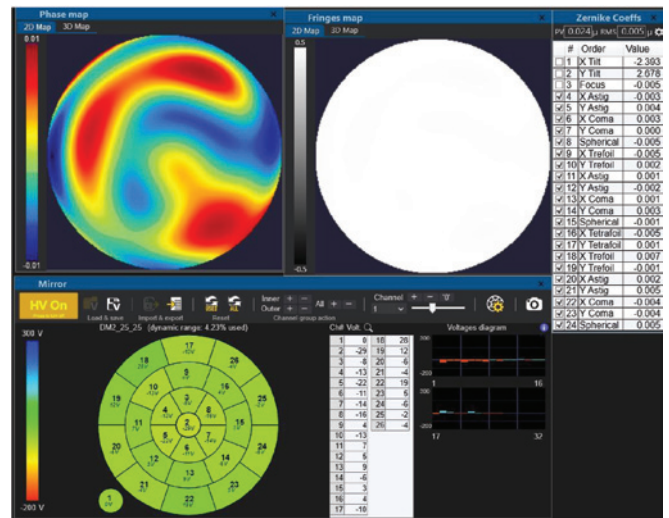 Phase map
2D Map 3D Map
0.01
-0.01
Fringes map
2D Map 3D Map
0.5
-0.5
Zernike Coeffs
PV 0.024 μ RMS 0.005 μ
# Order Value
1 X Tilt -2.393
2 Y Tilt 2.678
3 Focus -0.005
4 X Astig -0.003
5 Y Astig 0.004
6 X Coma 0.003
7 Y Coma 0.000
8 Spherical -0.005
9 X Trefoil -0.005
10 Y Trefoil 0.002
11 X Astig 0.001
12 Y Astig -0.002
13 X Coma 0.001
14 Y Coma 0.003
15 Spherical -0.001
16 X Tetrafoil -0.005
17 Y Tetrafoil 0.001
18 X Trefoil 0.007
19 Y Trefoil -0.001
20 X Astig 0.002
21 Y Astig 0.005
22 X Coma -0.004
23 Y Coma -0.004
24 Spherical 0.005
Mirror
HV On
Load & save
Import & export
Reset
Inner + -
Outer + -
All + -
Channel group action
Channel + - '0'
1
DM2_25_25 (dynamic range: 4.23% used)
300 V
-200 V
Ch# Volt.
1 0 18 28
2 -29 19 12
3 -8 20 -6
4 -13 21 -4
5 -22 22 19
6 -11 23 5
7 -14 24 -6
8 -16 25 -2
9 4 26 -4
10 -13
11 7
12 5
13 9
14 -6
15 3
16 4
17 -10
Voltages diagram
300
-200
1 16
300
-200
17 32